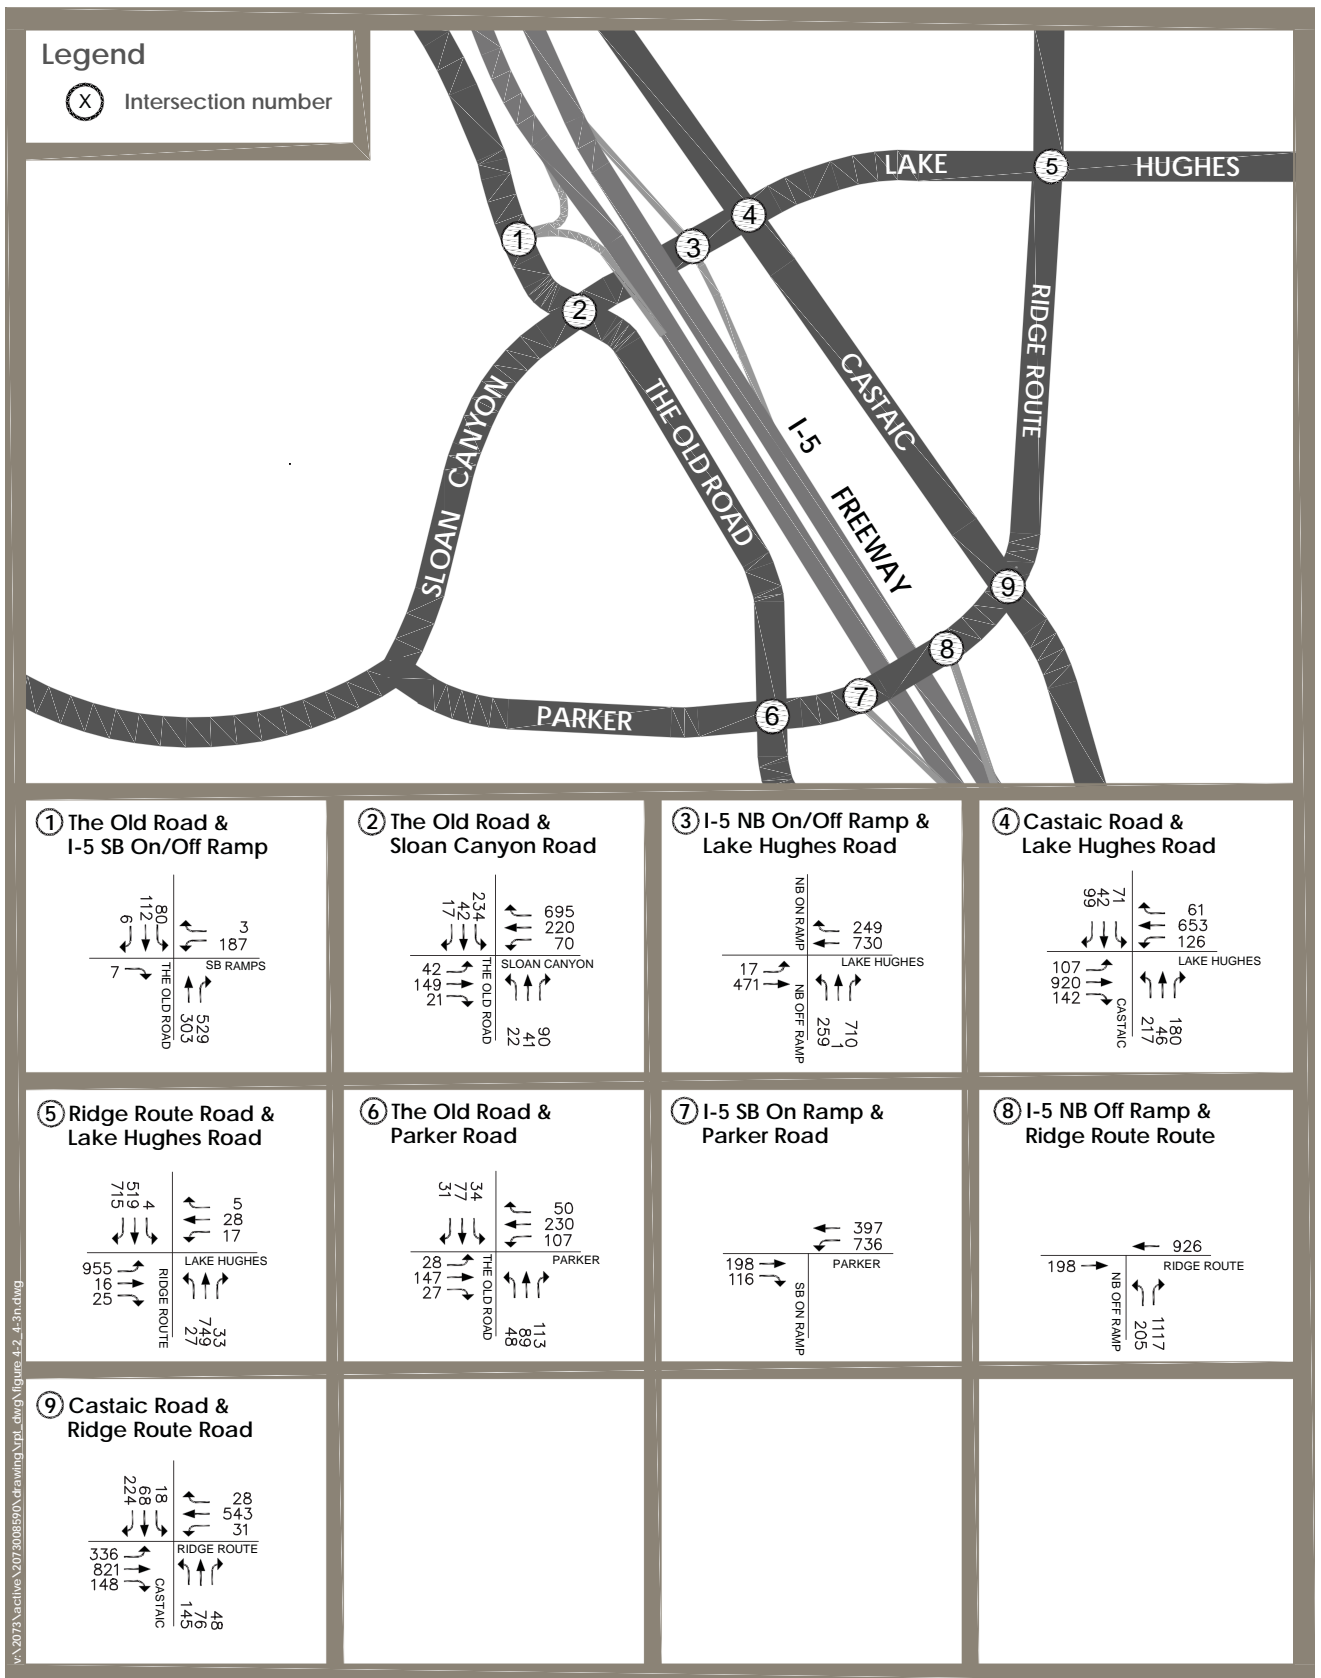 Legend
X Intersection number
LAKE HUGHES
5
4
3
1
2
RIDGE ROUTE
CASTAIC
THE OLD ROAD
SLOAN CANYON
I-5 FREEWAY
9
8
7
6
PARKER
1 The Old Road &
I-5 SB On/Off Ramp
6 112 80
3
187
7
SB RAMPS
THE OLD ROAD
303 529
2 The Old Road &
Sloan Canyon Road
17 42 234
695
220
70
42
149
21
SLOAN CANYON
THE OLD ROAD
22 41 90
3 I-5 NB On/Off Ramp &
Lake Hughes Road
NB ON RAMP
249
730
17
471
LAKE HUGHES
NB OFF RAMP
259 1 710
4 Castaic Road &
Lake Hughes Road
99 42 71
61
653
126
107
920
142
LAKE HUGHES
CASTAIC
217 46 180
5 Ridge Route Road &
Lake Hughes Road
715 519 4
5
28
17
955
16
25
LAKE HUGHES
RIDGE ROUTE
27 749 33
6 The Old Road &
Parker Road
31 77 34
50
230
107
28
147
27
PARKER
THE OLD ROAD
48 89 113
7 I-5 SB On Ramp &
Parker Road
397
736
198
116
PARKER
SB ON RAMP
8 I-5 NB Off Ramp &
Ridge Route Route
926
198
RIDGE ROUTE
NB OFF RAMP
205 1117
9 Castaic Road &
Ridge Route Road
224 68 18
28
543
31
336
821
148
RIDGE ROUTE
CASTAIC
145 76 48
v:\2073\active\2073008590\drawing\rpt_dwg\figure_4-2_4-3n.dwg